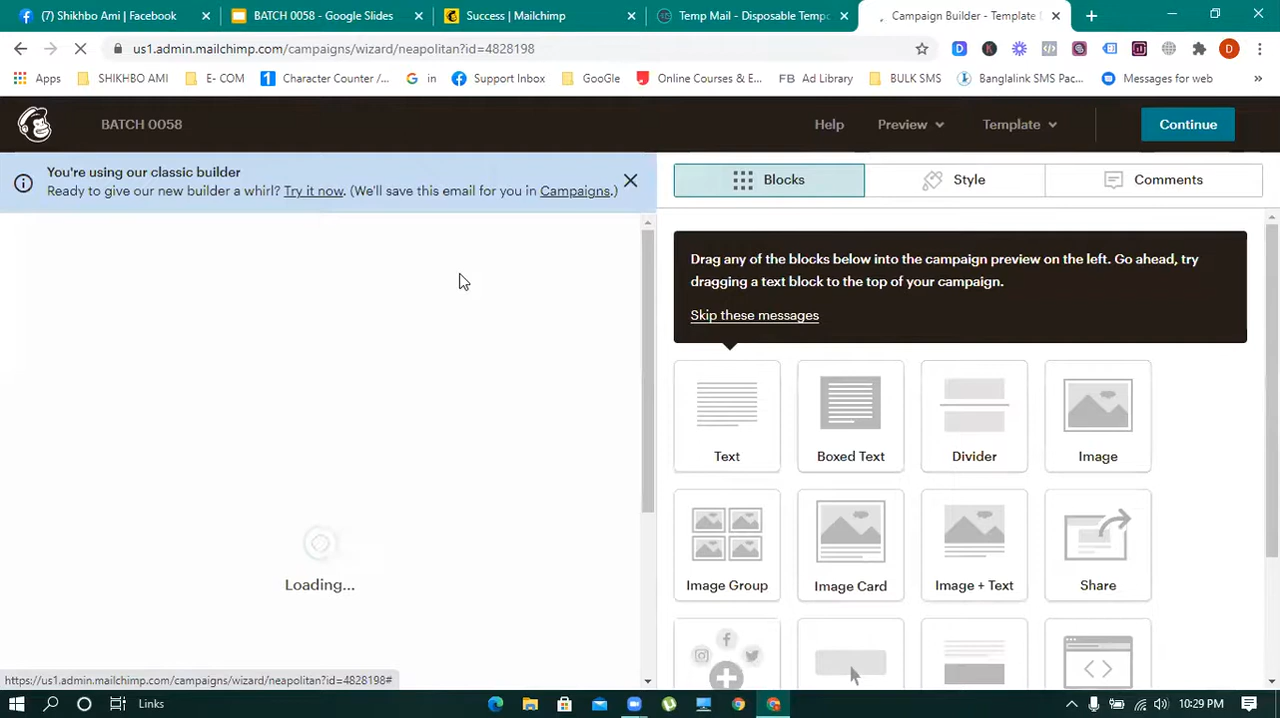 (7) Shikhbo Ami | Facebook
BATCH 0058 - Google Slides
Success | Mailchimp
Temp Mail - Disposable Tempo
Campaign Builder - Template D
us1.admin.mailchimp.com/campaigns/wizard/neapolitan?id=4828198
D
Apps
SHIKHBO AMI
E- COM
Character Counter /...
in
Support Inbox
GooGle
Online Courses & E...
FB Ad Library
BULK SMS
Banglalink SMS Pac...
Messages for web
»
BATCH 0058
Help
Preview
Template
Continue
You're using our classic builder
Ready to give our new builder a whirl? Try it now. (We'll save this email for you in Campaigns.)
Blocks
Style
Comments
Drag any of the blocks below into the campaign preview on the left. Go ahead, try
dragging a text block to the top of your campaign.
Skip these messages
Text
Boxed Text
Divider
Image
Image Group
Image Card
Image + Text
Share
Loading...
https://us1.admin.mailchimp.com/campaigns/wizard/neapolitan?id=4828198#
Links
10:29 PM